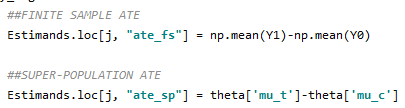 ##FINITE SAMPLE ATE
Estimands.loc[j, "ate_fs"] = np.mean(Y1)-np.mean(Y0)
##SUPER-POPULATION ATE
Estimands.loc[j, "ate_sp"] = theta['mu_t']-theta['mu_c']